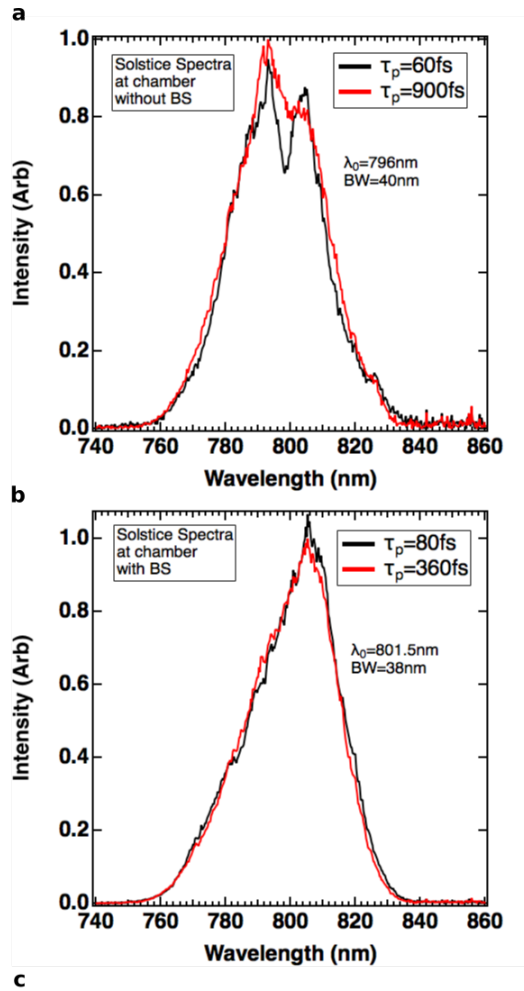 a
Solstice Spectra
at chamber
without BS
τp=60fs
τp=900fs
λ0=796nm
BW=40nm
Intensity (Arb)
1.0
0.8
0.6
0.4
0.2
0.0
740 760 780 800 820 840 860
Wavelength (nm)
b
Solstice Spectra
at chamber
with BS
τp=80fs
τp=360fs
λ0=801.5nm
BW=38nm
Intensity (Arb)
1.0
0.8
0.6
0.4
0.2
0.0
740 760 780 800 820 840 860
Wavelength (nm)
c